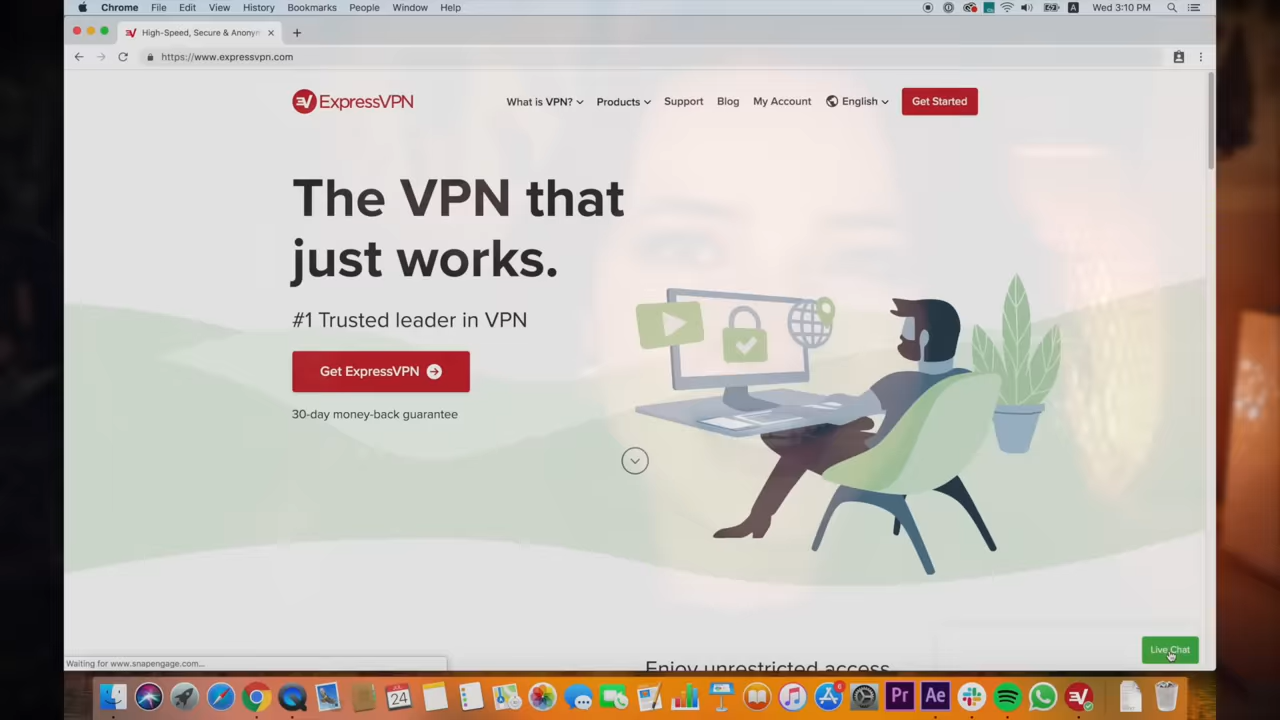 Chrome File Edit View History Bookmarks People Window Help Wed 3:10 PM
High-Speed, Secure & Anonym
https://www.expressvpn.com
ExpressVPN What is VPN? Products Support Blog My Account English Get Started
The VPN that
just works.
#1 Trusted leader in VPN
Get ExpressVPN
30-day money-back guarantee
Live Chat
Waiting for www.snapengage.com...
Enjoy unrestricted access
JUL
24
Pr Ae